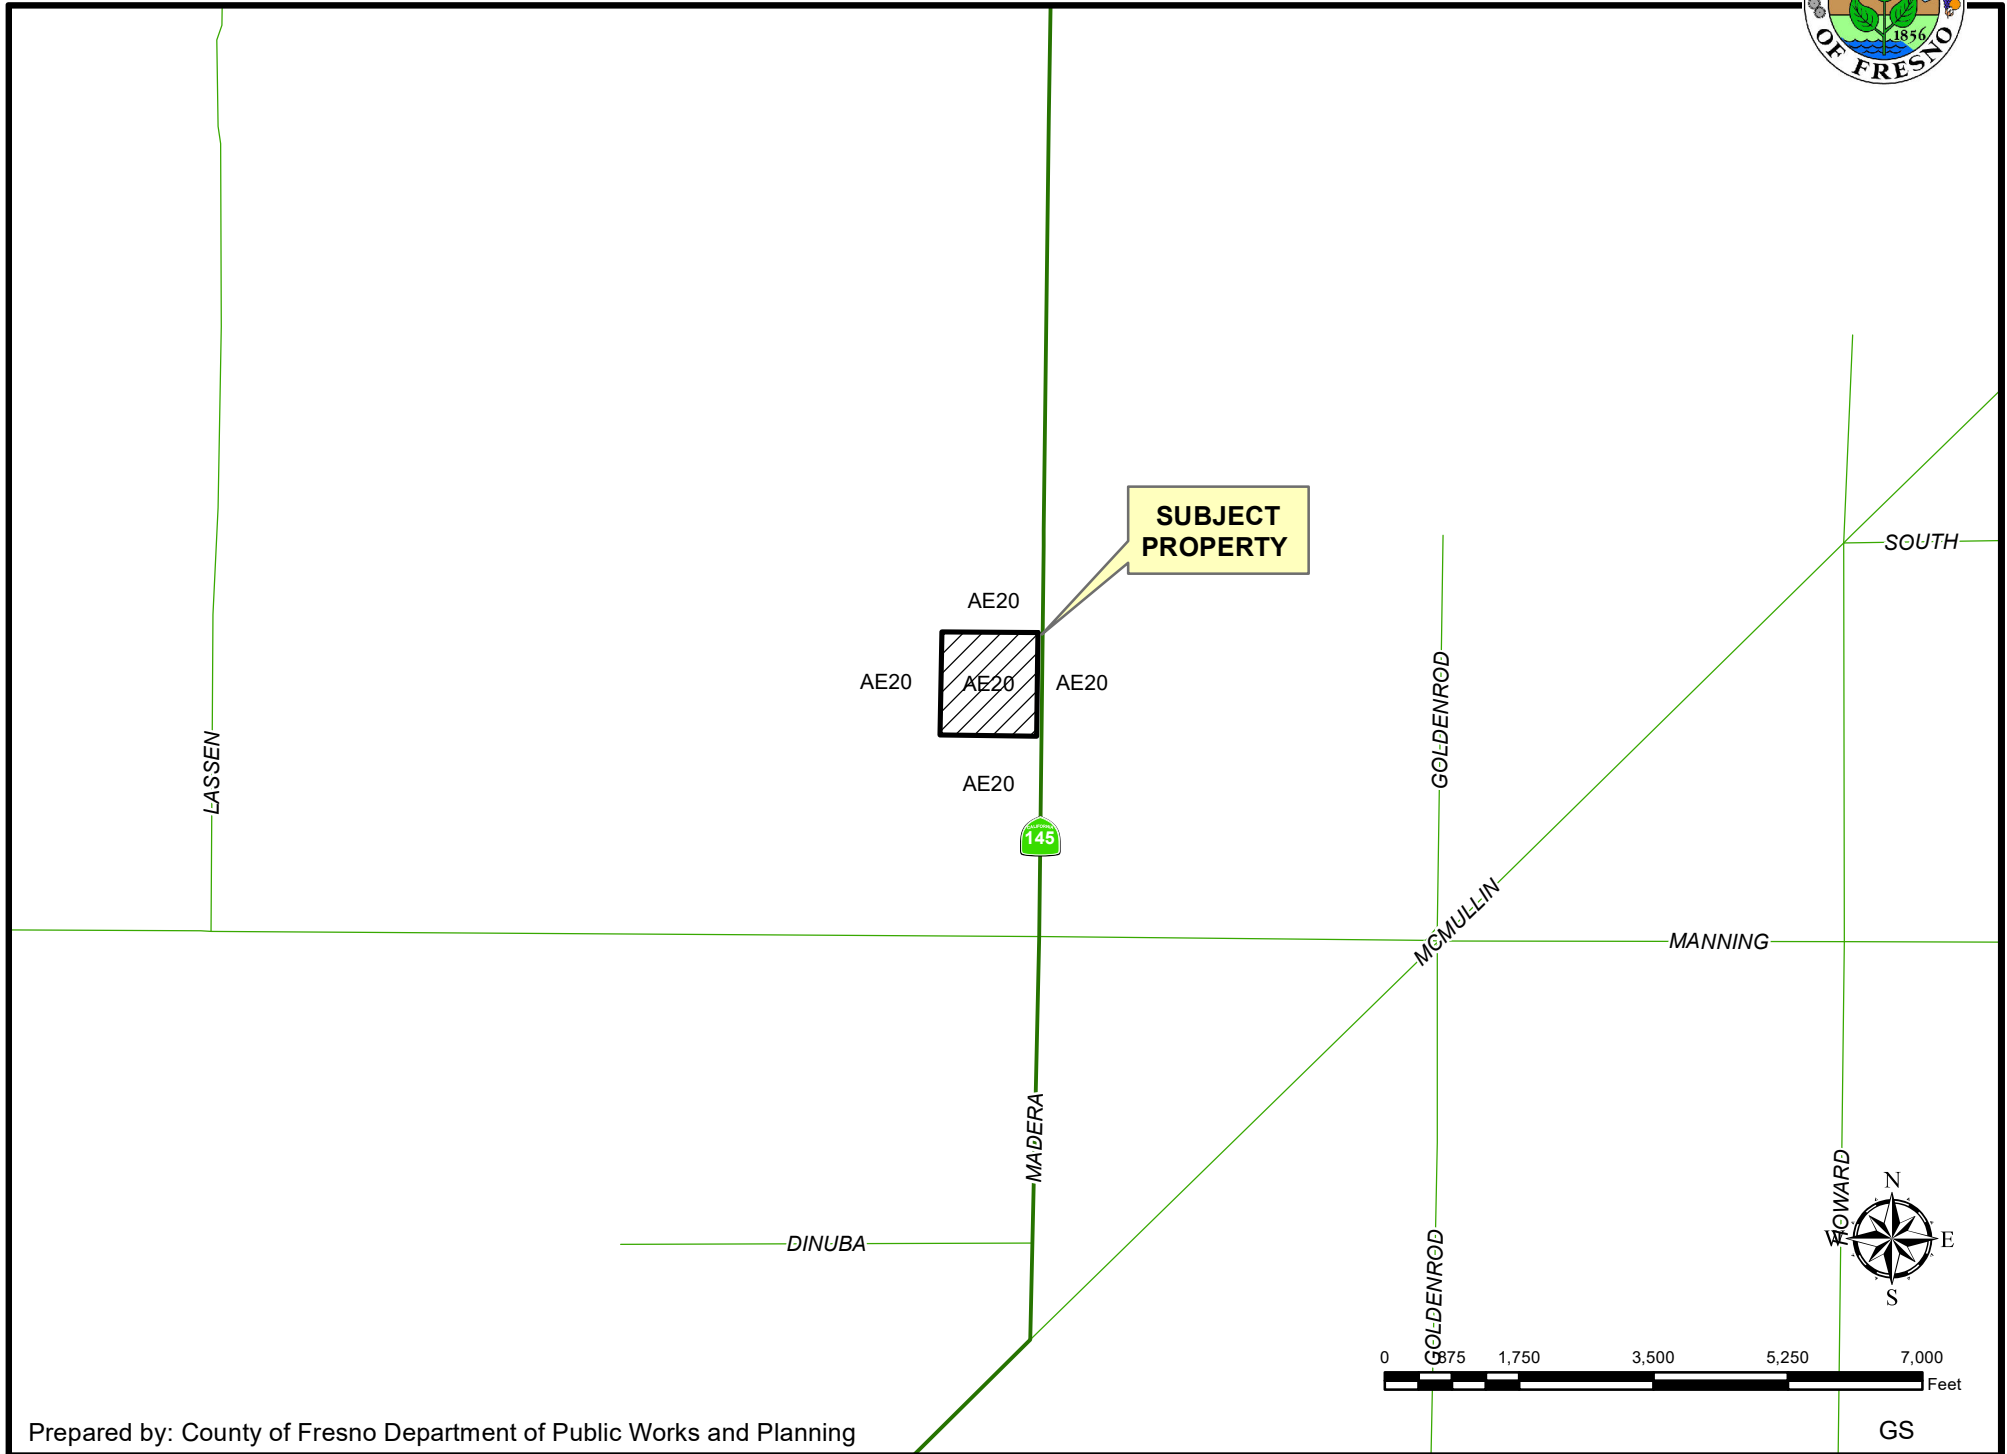 1856
OF FRESNO
SUBJECT
PROPERTY
SOUTH
AE20
AE20
AE20
AE20
GOLDENROD
LASSEN
AE20
CALIFORNIA
145
MCMULLIN
MANNING
MADERA
HOWARD
N
W
E
S
DINUBA
GOLDENROD
0
875
1,750
3,500
5,250
7,000
Feet
Prepared by: County of Fresno Department of Public Works and Planning
GS